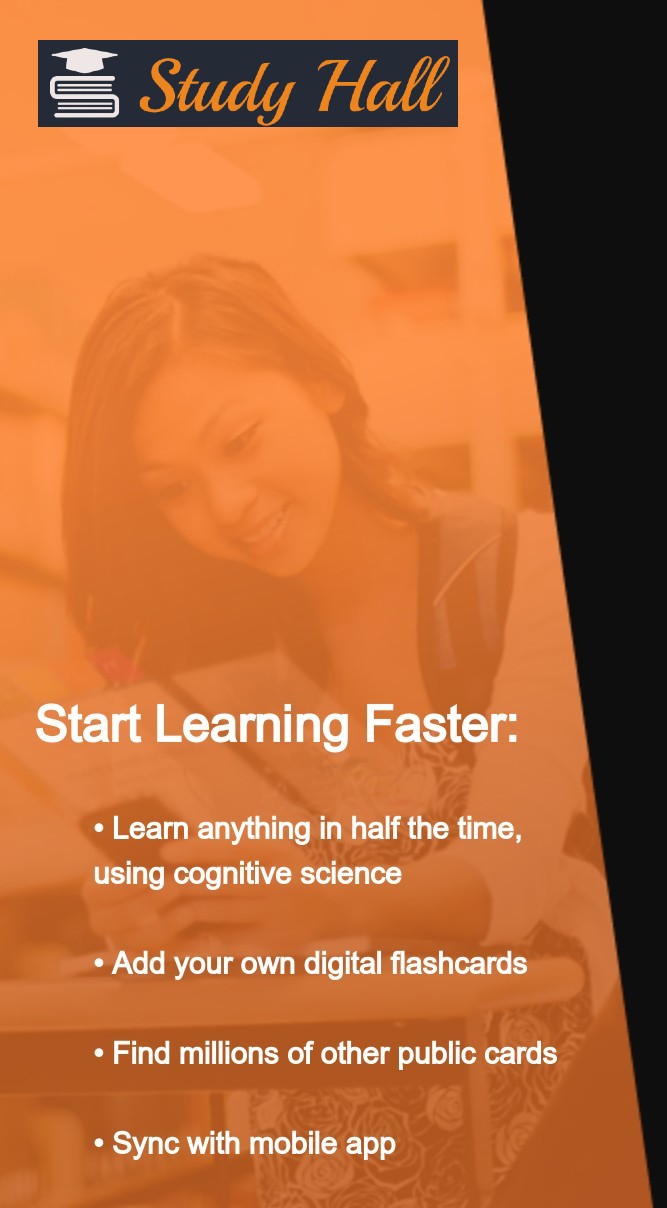 Study Hall
Start Learning Faster:
• Learn anything in half the time,
using cognitive science
• Add your own digital flashcards
• Find millions of other public cards
• Sync with mobile app